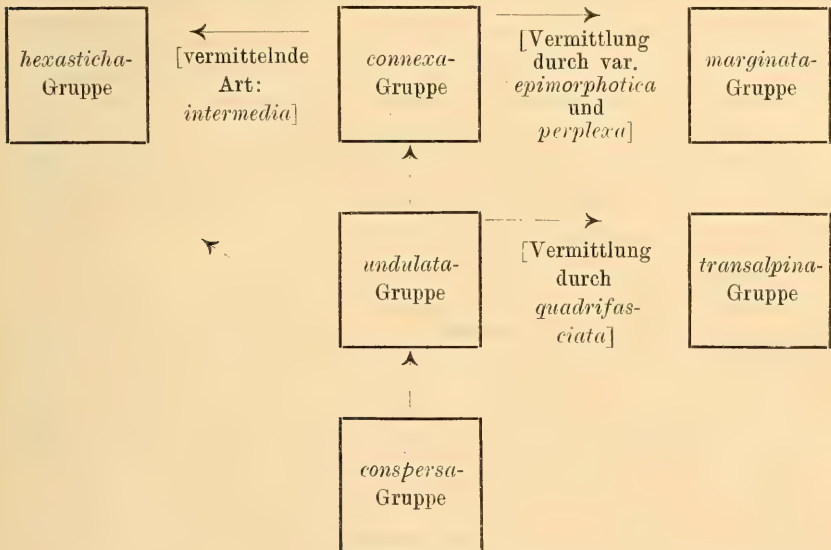 hexasticha-
Gruppe
[vermittelnde
Art:
intermedia]
connexa-
Gruppe
[Vermittlung
durch var.
epimorphotica
und
perplexa]
marginata-
Gruppe
undulata-
Gruppe
[Vermittlung
durch
quadrifas-
ciata]
transalpina-
Gruppe
conspersa-
Gruppe